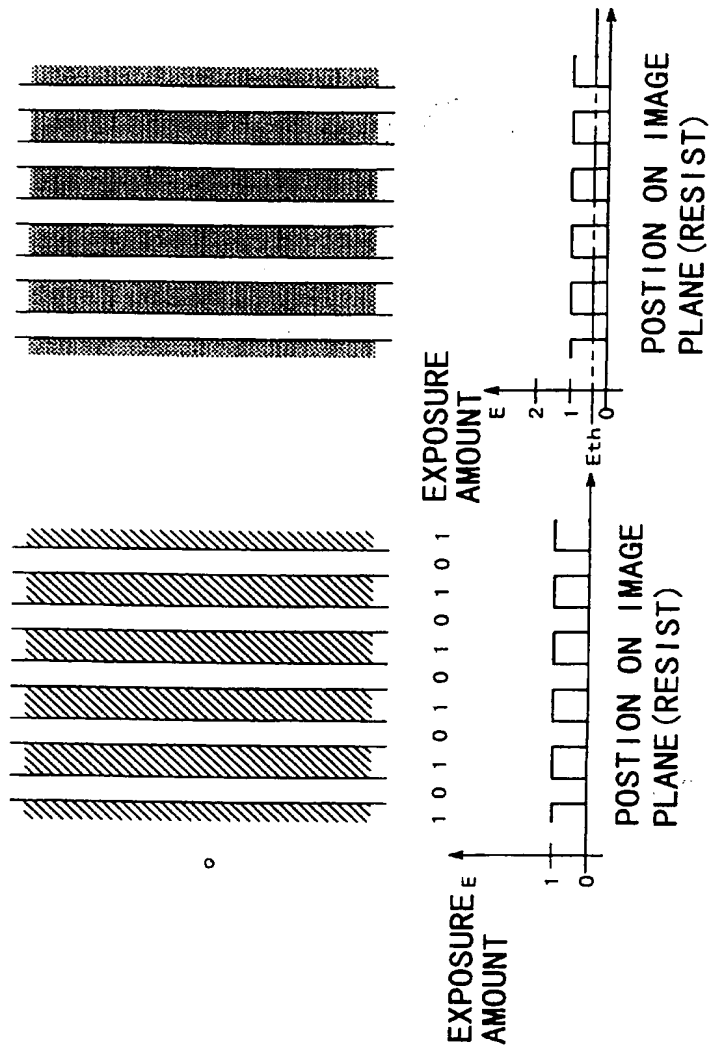 1 0 1 0 1 0 1 0 1 0 1
EXPOSURE
AMOUNT
E
1
0
POSTION ON IMAGE
PLANE(RESIST)
EXPOSURE
AMOUNT
E
2
1
Eth
0
POSTION ON IMAGE
PLANE(RESIST)